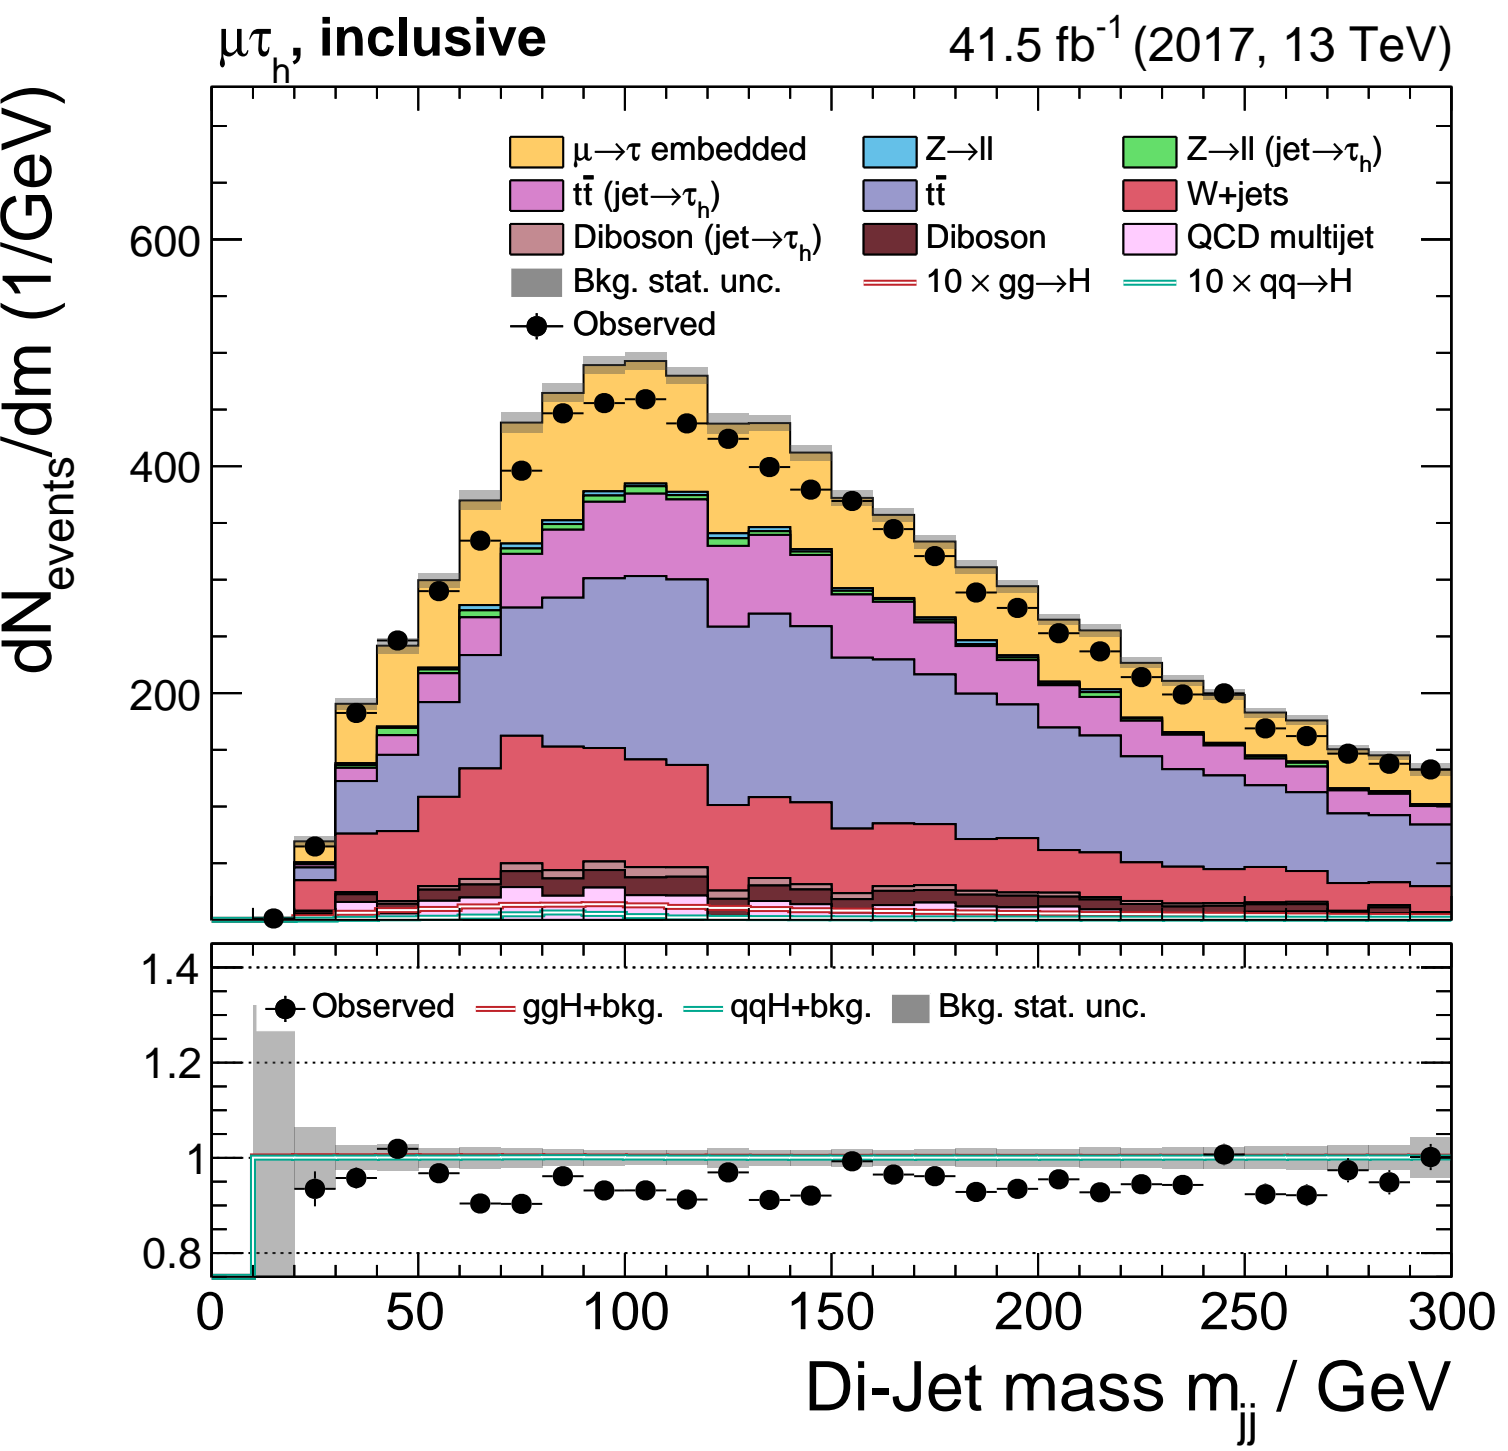 μτh, inclusive 41.5 fb-1 (2017, 13 TeV)
dNevents/dm (1/GeV)
μ→τ embedded Z→ll Z→ll (jet→τh)
tt̄ (jet→τh) tt̄ W+jets
Diboson (jet→τh) Diboson QCD multijet
Bkg. stat. unc. 10 × gg→H 10 × qq→H
Observed
600
400
200
1.4
Observed ggH+bkg. qqH+bkg. Bkg. stat. unc.
1.2
1
0.8
0 50 100 150 200 250 300
Di-Jet mass mjj / GeV